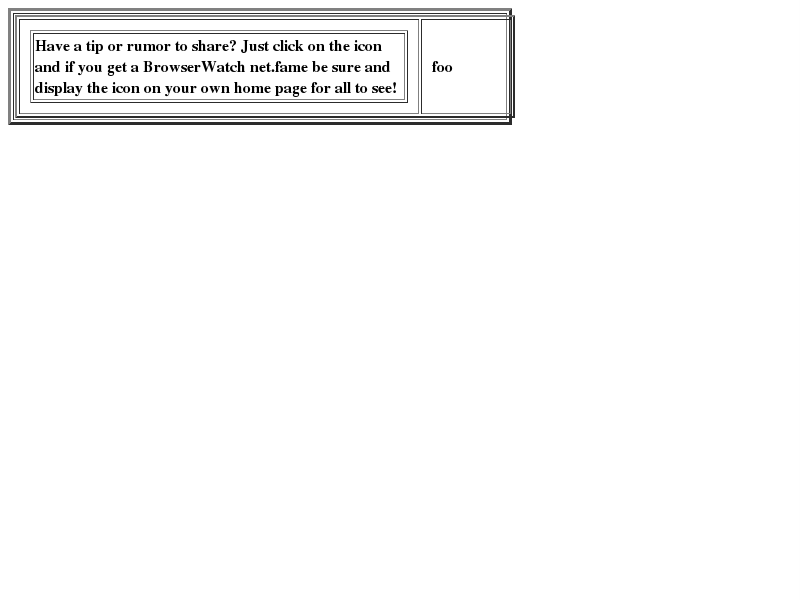 Have a tip or rumor to share? Just click on the icon
and if you get a BrowserWatch net.fame be sure and
display the icon on your own home page for all to see!
foo